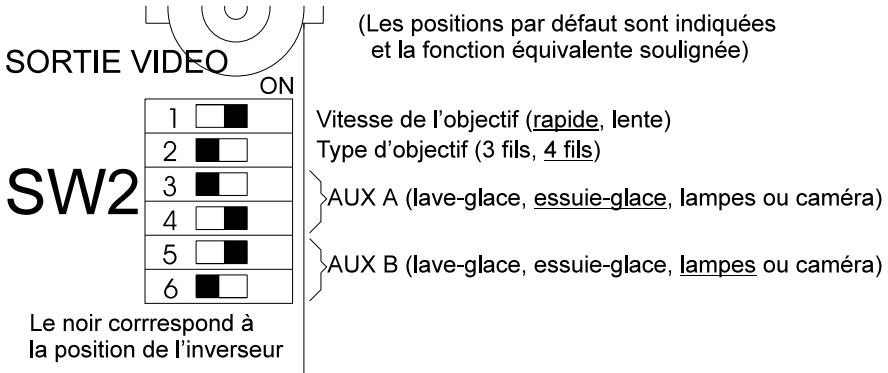 (Les positions par défaut sont indiquées
et la fonction équivalente soulignée)
SORTIE VIDEO
ON
SW2
1 Vitesse de l'objectif (rapide, lente)
2 Type d'objectif (3 fils, 4 fils)
3
AUX A (lave-glace, essuie-glace, lampes ou caméra)
4
5
AUX B (lave-glace, essuie-glace, lampes ou caméra)
6
Le noir corrrespond à
la position de l'inverseur